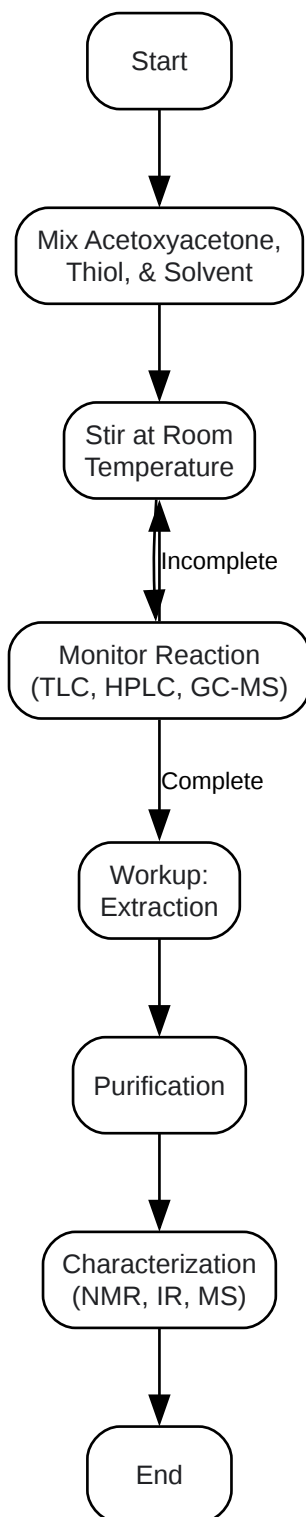 Start
Mix Acetoxyacetone,
Thiol, & Solvent
Stir at Room
Temperature
Incomplete
Monitor Reaction
(TLC, HPLC, GC-MS)
Complete
Workup:
Extraction
Purification
Characterization
(NMR, IR, MS)
End